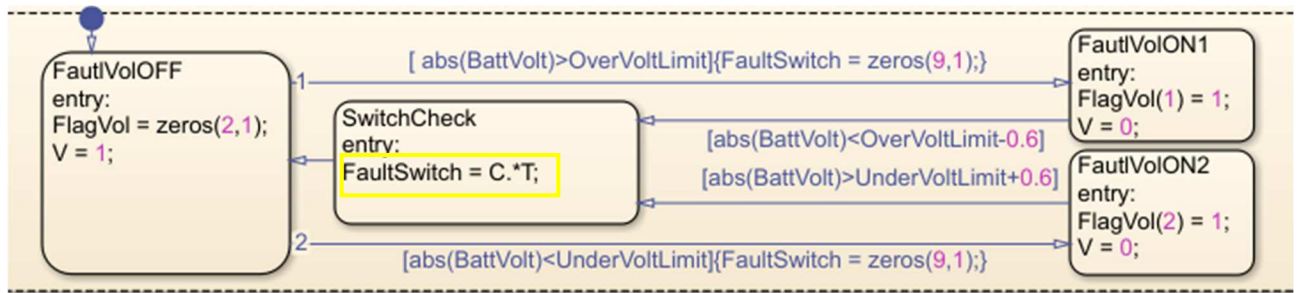 FautlVolOFF
entry:
FlagVol = zeros(2,1);
V = 1;
1
[ abs(BattVolt)>OverVoltLimit]{FaultSwitch = zeros(9,1);}
FautlVolON1
entry:
FlagVol(1) = 1;
V = 0;
SwitchCheck
entry:
FaultSwitch = C.*T;
[abs(BattVolt)<OverVoltLimit-0.6]
[abs(BattVolt)>UnderVoltLimit+0.6]
FautlVolON2
entry:
FlagVol(2) = 1;
V = 0;
2
[abs(BattVolt)<UnderVoltLimit]{FaultSwitch = zeros(9,1);}